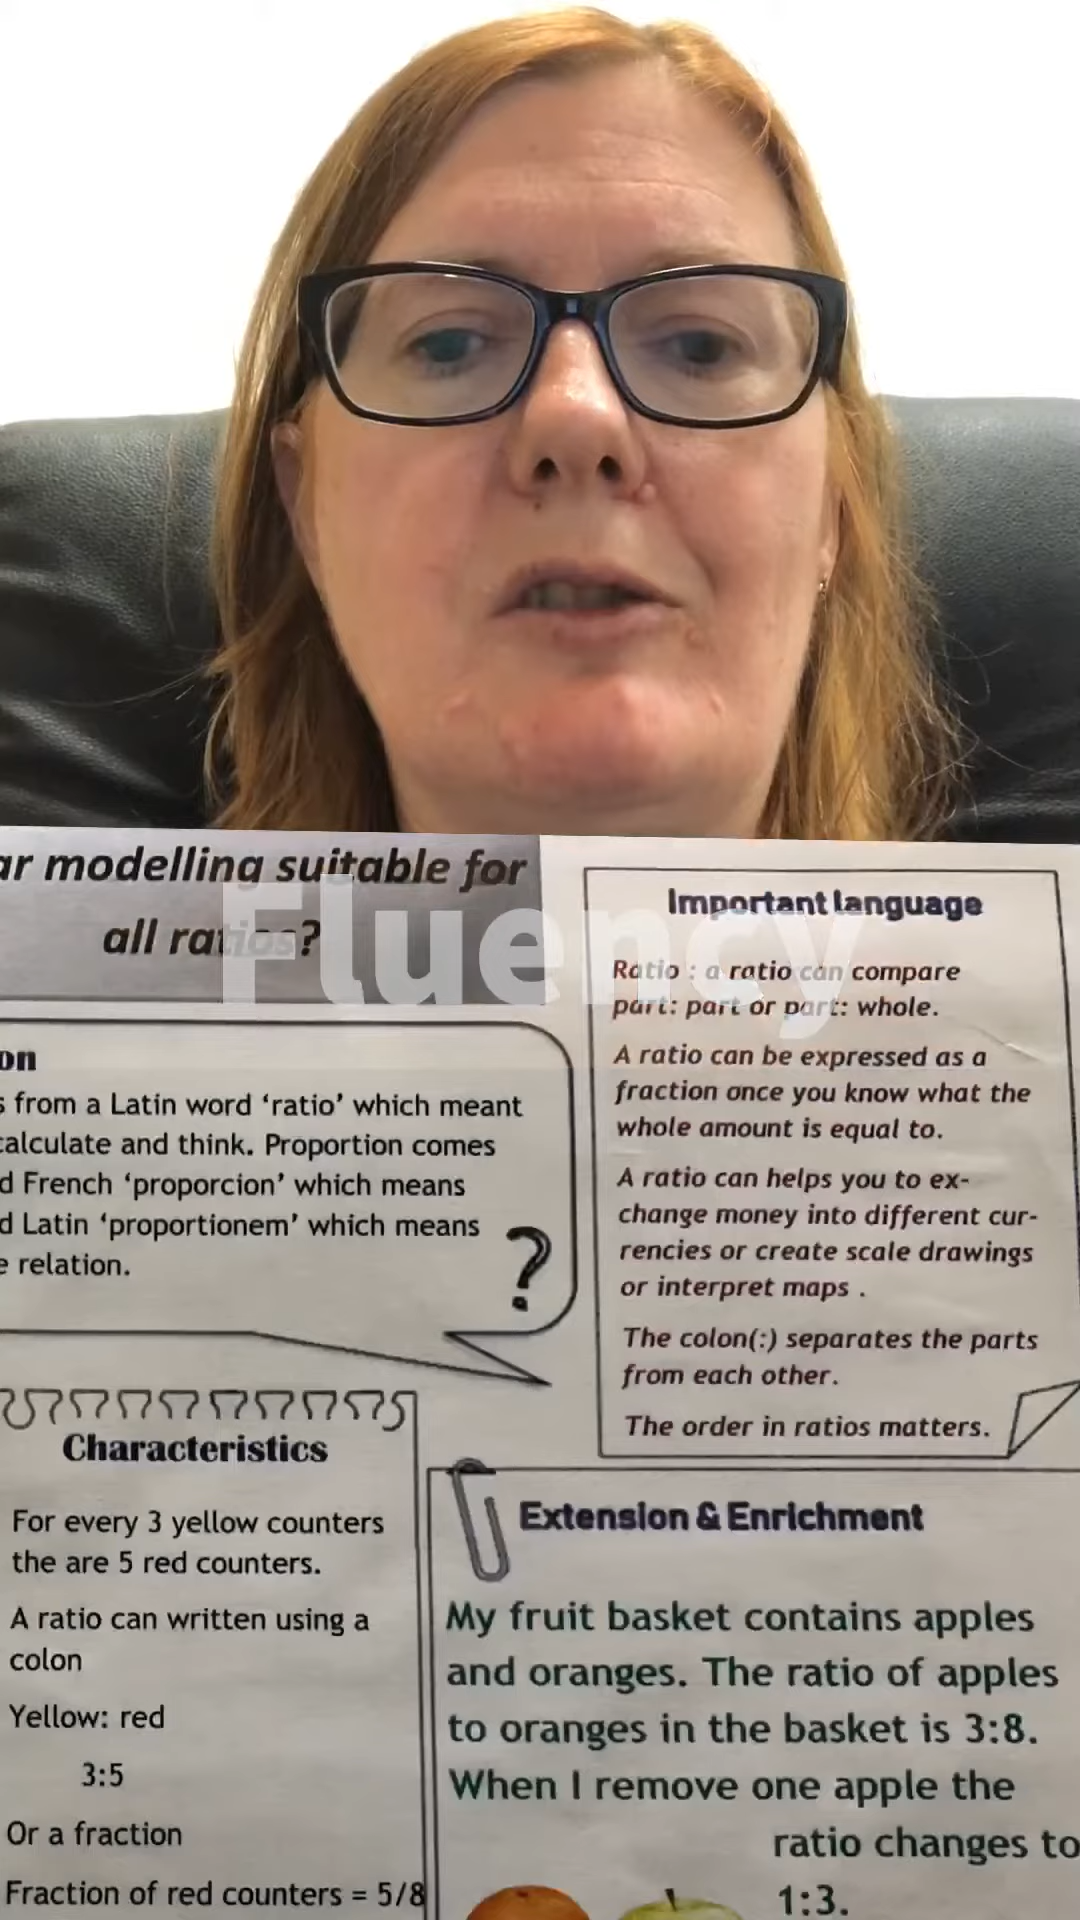 ar modelling suitable for
all ratios?
Fluency
Important language
Ratio : a ratio can compare
part: part or part: whole.
A ratio can be expressed as a
fraction once you know what the
whole amount is equal to.
A ratio can helps you to ex-
change money into different cur-
rencies or create scale drawings
or interpret maps .
The colon(:) separates the parts
from each other.
The order in ratios matters.
on
s from a Latin word ‘ratio’ which meant
calculate and think. Proportion comes
d French ‘proporcion’ which means
d Latin ‘proportionem’ which means
e relation.
?
Characteristics
For every 3 yellow counters
the are 5 red counters.
A ratio can written using a
colon
Yellow: red
3:5
Or a fraction
Fraction of red counters = 5/8
Extension & Enrichment
My fruit basket contains apples
and oranges. The ratio of apples
to oranges in the basket is 3:8.
When I remove one apple the
ratio changes to
1:3.